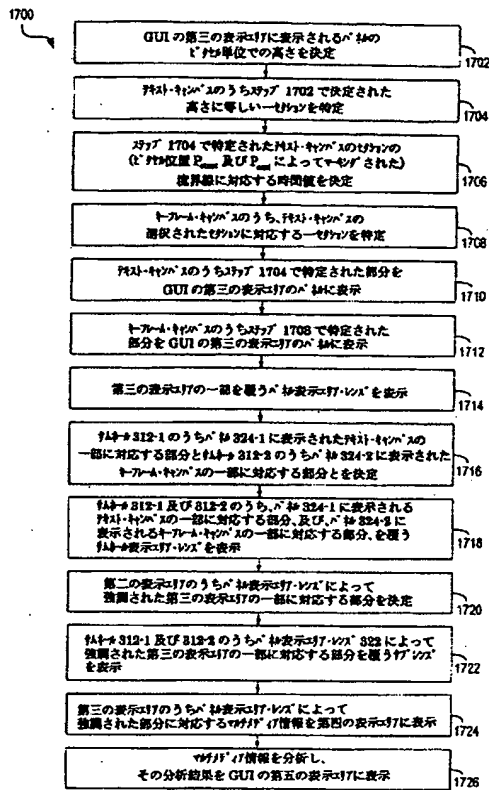 1700
GUI の第三の表示エリアに表示されるパネルの
ピクセル単位での高さを決定
1702
テキスト・キャンバスのうちステップ 1702 で決定された
高さに等しい一セクションを特定
1704
ステップ 1704 で特定されたテキスト・キャンバスのセクションの
(ピクセル位置 Pstart 及び Pend によってマークされた)
境界線に対応する時間値を決定
1706
キーフレーム・キャンバスのうち、テキスト・キャンバスの
選択されたセクションに対応する一セクションを特定
1708
テキスト・キャンバスのうちステップ 1704 で特定された部分を
GUI の第三の表示エリアのパネルに表示
1710
キーフレーム・キャンバスのうちステップ 1708 で特定された
部分を GUI の第三の表示エリアのパネルに表示
1712
第三の表示エリアの一部を覆うパネル表示エリア・レンズを表示
1714
サムネール 312-1 のうちパネル 324-1 に表示されたテキスト・キャンバスの
一部に対応する部分とサムネール 312-2 のうちパネル 324-2 に表示された
キーフレーム・キャンバスの一部に対応する部分とを決定
1716
サムネール 312-1 及び 312-2 のうち、パネル 324-1 に表示される
テキスト・キャンバスの一部に対応する部分、及び、パネル 324-2 に
表示されるキーフレーム・キャンバスの一部に対応する部分、を覆う
サムネール表示エリア・レンズを表示
1718
第二の表示エリアのうちパネル表示エリア・レンズによって
強調された第三の表示エリアの一部に対応する部分を決定
1720
サムネール 312-1 及び 312-2 のうちパネル表示エリア・レンズ 322 によって
強調された第三の表示エリアの一部に対応する部分を覆うサブレンズ
を表示
1722
第三の表示エリアのうちパネル表示エリア・レンズによって
強調された部分に対応するマルチメディア情報を第四の表示エリアに表示
1724
マルチメディア情報を分析し、
その分析結果を GUI の第五の表示エリアに表示
1726